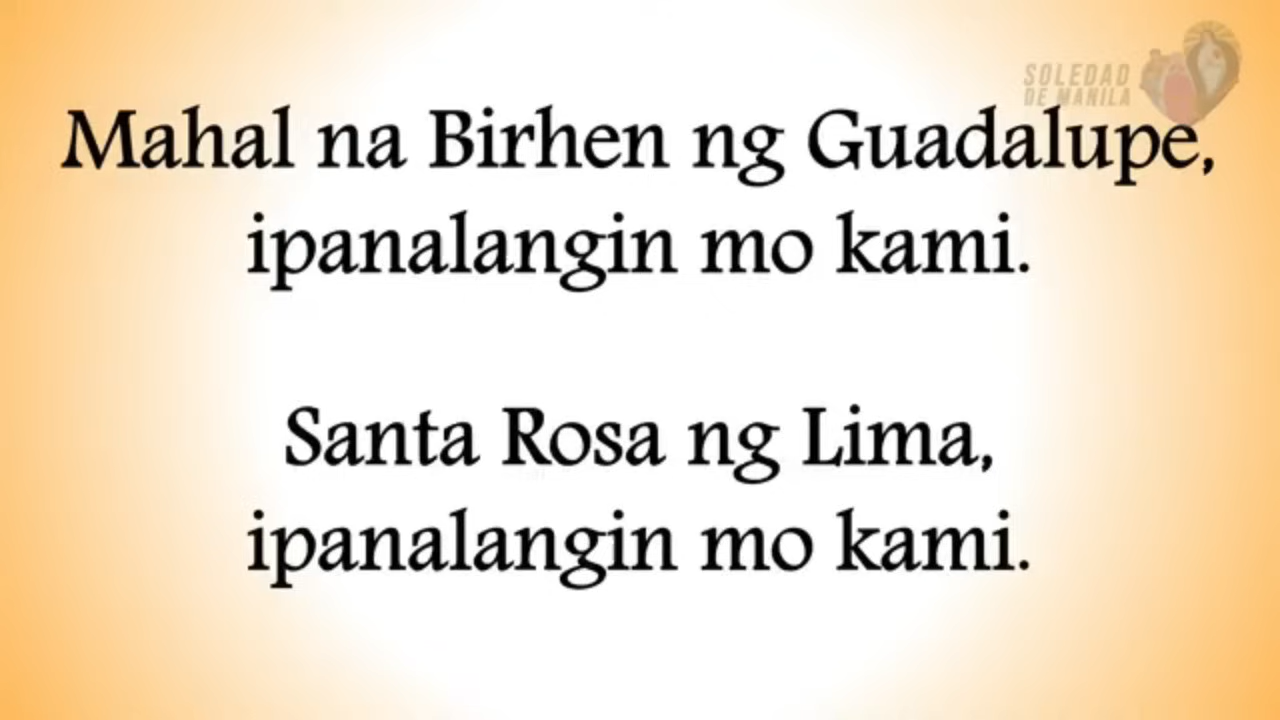 SOLEDAD
DE MANILA
Mahal na Birhen ng Guadalupe,
ipanalangin mo kami.
Santa Rosa ng Lima,
ipanalangin mo kami.